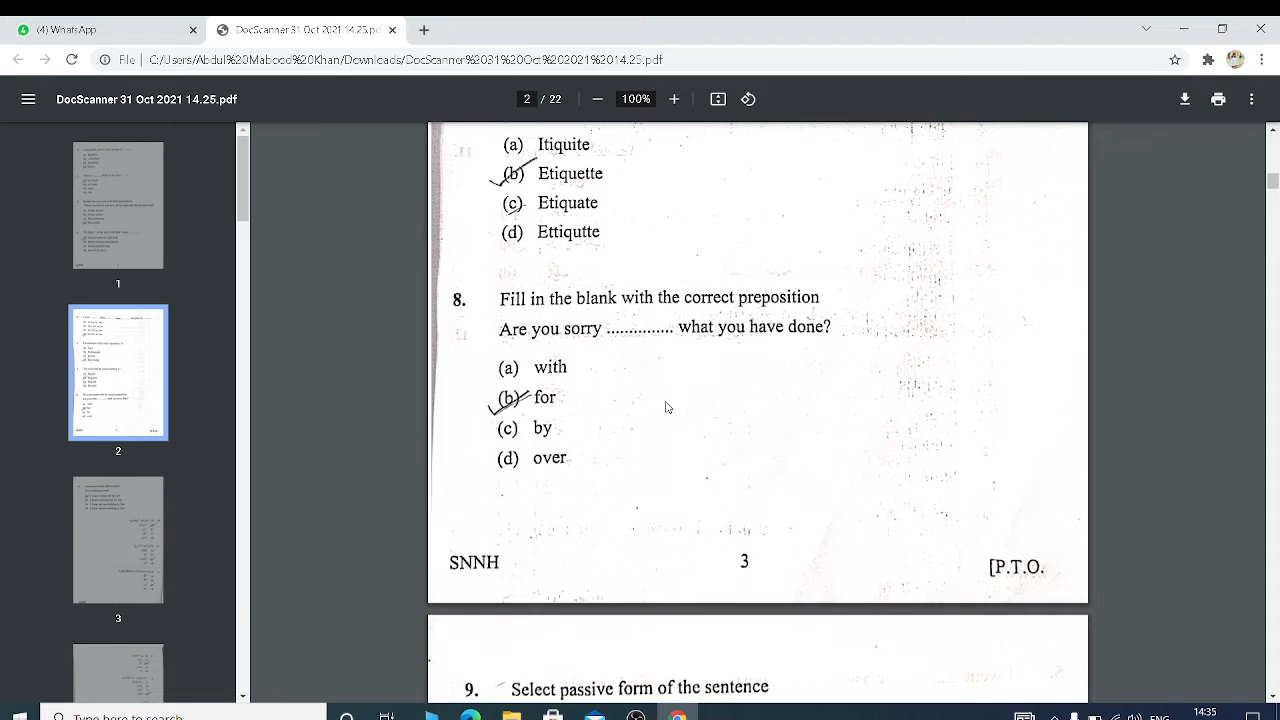 (4) WhatsApp
DocScanner 31 Oct 2021 14.25.pd
File | C:/Users/Abdul%20Mabood%20Khan/Downloads/DocScanner%2031%20Oct%202021%2014.25.pdf
DocScanner 31 Oct 2021 14.25.pdf
2 / 22
100%
1
2
3
(a) Itiquite
(b) Etiquette
(c) Etiquate
(d) Ettiqutte
8. Fill in the blank with the correct preposition
Are you sorry .............. what you have done?
(a) with
(b) for
(c) by
(d) over
SNNH 3 [P.T.O.
9. Select passive form of the sentence
Type here to search
14:35